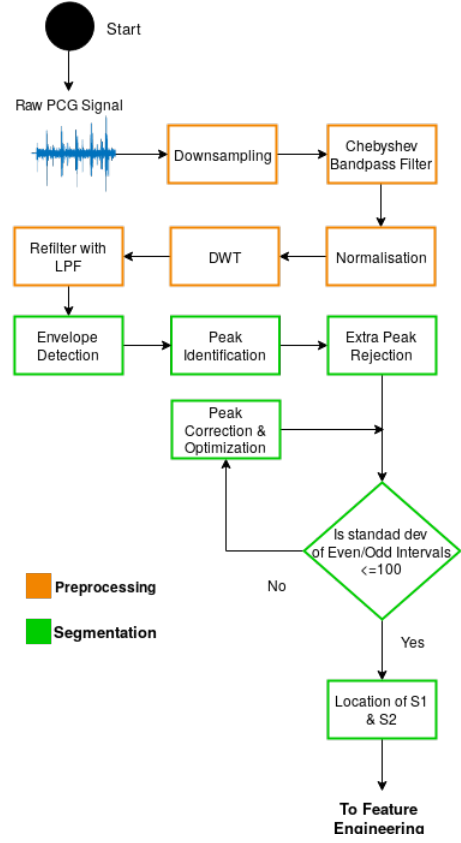 Start
Raw PCG Signal
Downsampling
Chebyshev
Bandpass Filter
Refilter with
LPF
DWT
Normalisation
Envelope
Detection
Peak
Identification
Extra Peak
Rejection
Peak
Correction &
Optimization
Is standad dev
of Even/Odd Intervals
<=100
No
Preprocessing
Segmentation
Yes
Location of S1
& S2
To Feature
Engineering